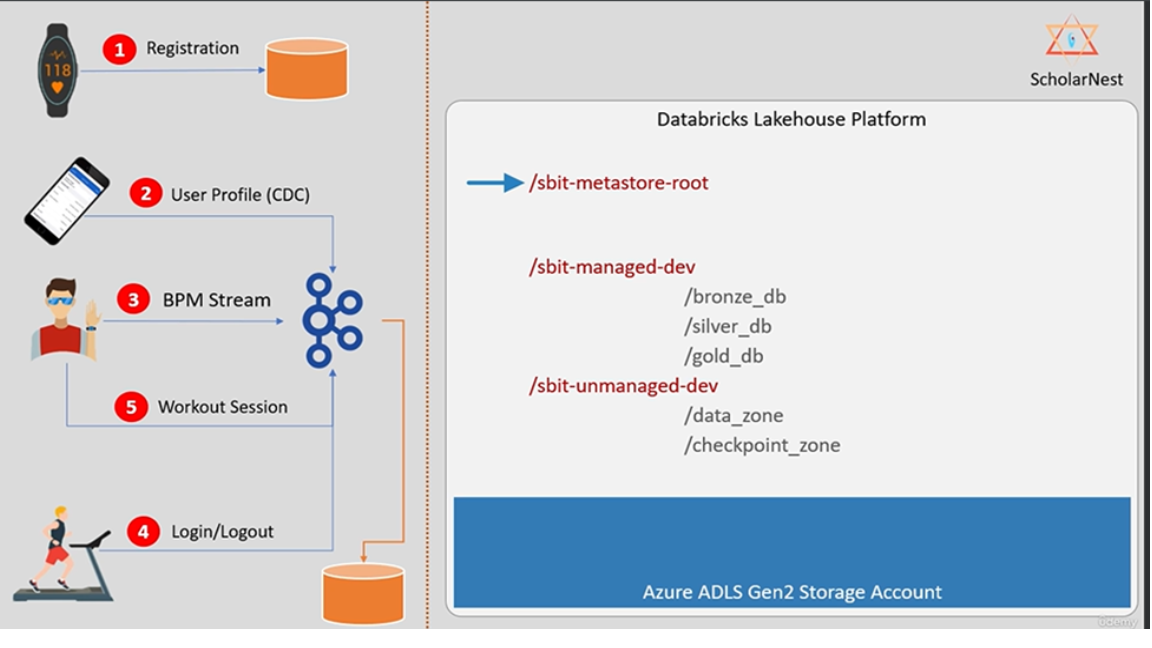 118
1 Registration
2 User Profile (CDC)
3 BPM Stream
5 Workout Session
4 Login/Logout
ScholarNest
Databricks Lakehouse Platform
/sbit-metastore-root
/sbit-managed-dev
/bronze_db
/silver_db
/gold_db
/sbit-unmanaged-dev
/data_zone
/checkpoint_zone
Azure ADLS Gen2 Storage Account
ûdemy